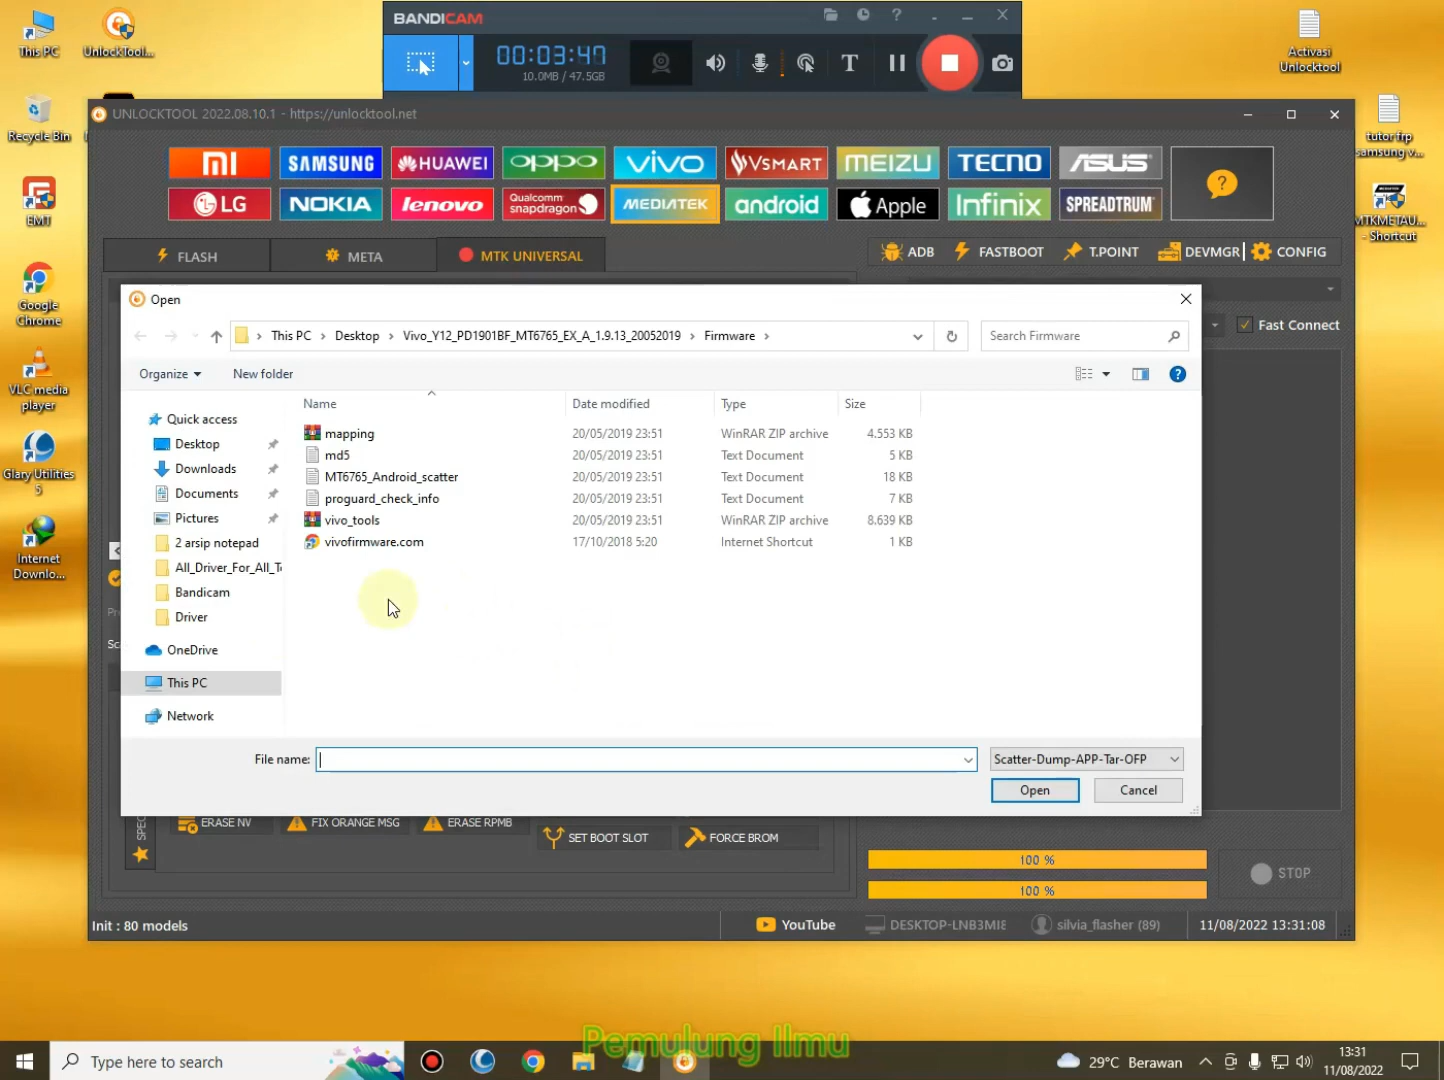 This PC
UnlockTool...
Recycle Bin
EMT
Google
Chrome
VLC media
player
Glary Utilities
5
Internet
Downlo...
BANDICAM
00:03:47
10.0MB / 47.5GB
Activasi
Unlocktool
tutor frp
samsung v...
MTKMETAU...
- Shortcut
UNLOCKTOOL 2022.08.10.1 - https://unlocktool.net
MI SAMSUNG HUAWEI oppo vivo VSMART MEIZU TECNO ASUS ?
LG NOKIA lenovo Qualcomm snapdragon MEDIATEK android Apple Infinix SPREADTRUM
FLASH META MTK UNIVERSAL
ADB FASTBOOT T.POINT DEVMGR CONFIG
Fast Connect
Open
This PC > Desktop > Vivo_Y12_PD1901BF_MT6765_EX_A_1.9.13_20052019 > Firmware >
Search Firmware
Organize New folder
Name Date modified Type Size
mapping 20/05/2019 23:51 WinRAR ZIP archive 4.553 KB
md5 20/05/2019 23:51 Text Document 5 KB
MT6765_Android_scatter 20/05/2019 23:51 Text Document 18 KB
proguard_check_info 20/05/2019 23:51 Text Document 7 KB
vivo_tools 20/05/2019 23:51 WinRAR ZIP archive 8.639 KB
vivofirmware.com 17/10/2018 5:20 Internet Shortcut 1 KB
Quick access
Desktop
Downloads
Documents
Pictures
2 arsip notepad
All_Driver_For_All_T
Bandicam
Driver
OneDrive
This PC
Network
File name:
Scatter-Dump-APP-Tar-OFP
Open Cancel
ERASE NV FIX ORANGE MSG ERASE RPMB
SET BOOT SLOT FORCE BROM
100 %
100 %
STOP
Init : 80 models
YouTube DESKTOP-LNB3MI8 silvia_flasher (89) 11/08/2022 13:31:08
Pemulung Ilmu
Type here to search
29°C Berawan
13:31
11/08/2022